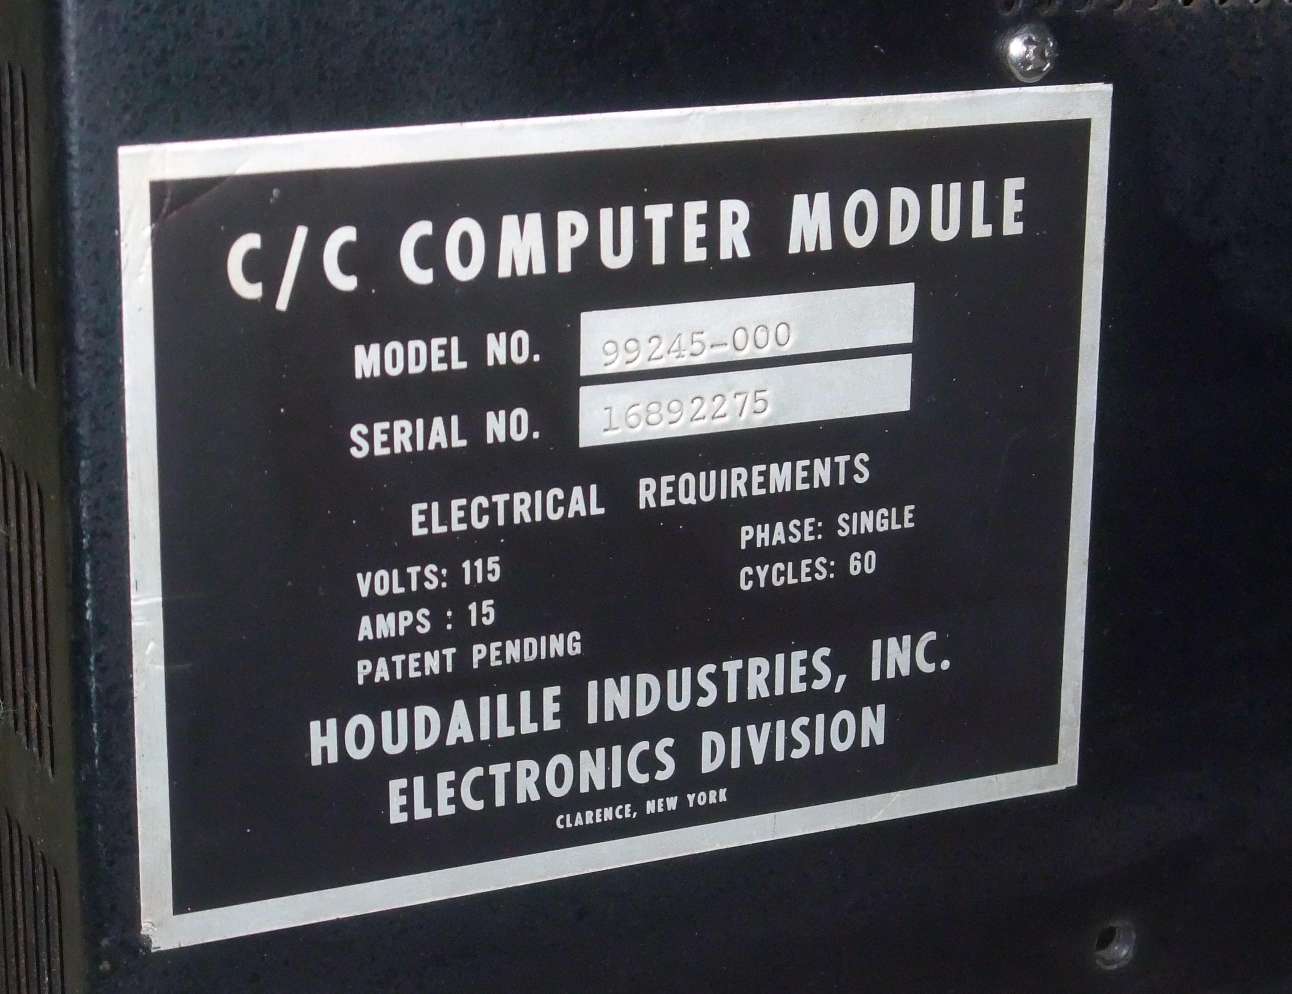 C/C COMPUTER MODULE
MODEL NO. 99245-000
SERIAL NO. 16892275
ELECTRICAL REQUIREMENTS
VOLTS: 115 PHASE: SINGLE
AMPS : 15 CYCLES: 60
PATENT PENDING
HOUDAILLE INDUSTRIES, INC.
ELECTRONICS DIVISION
CLARENCE, NEW YORK